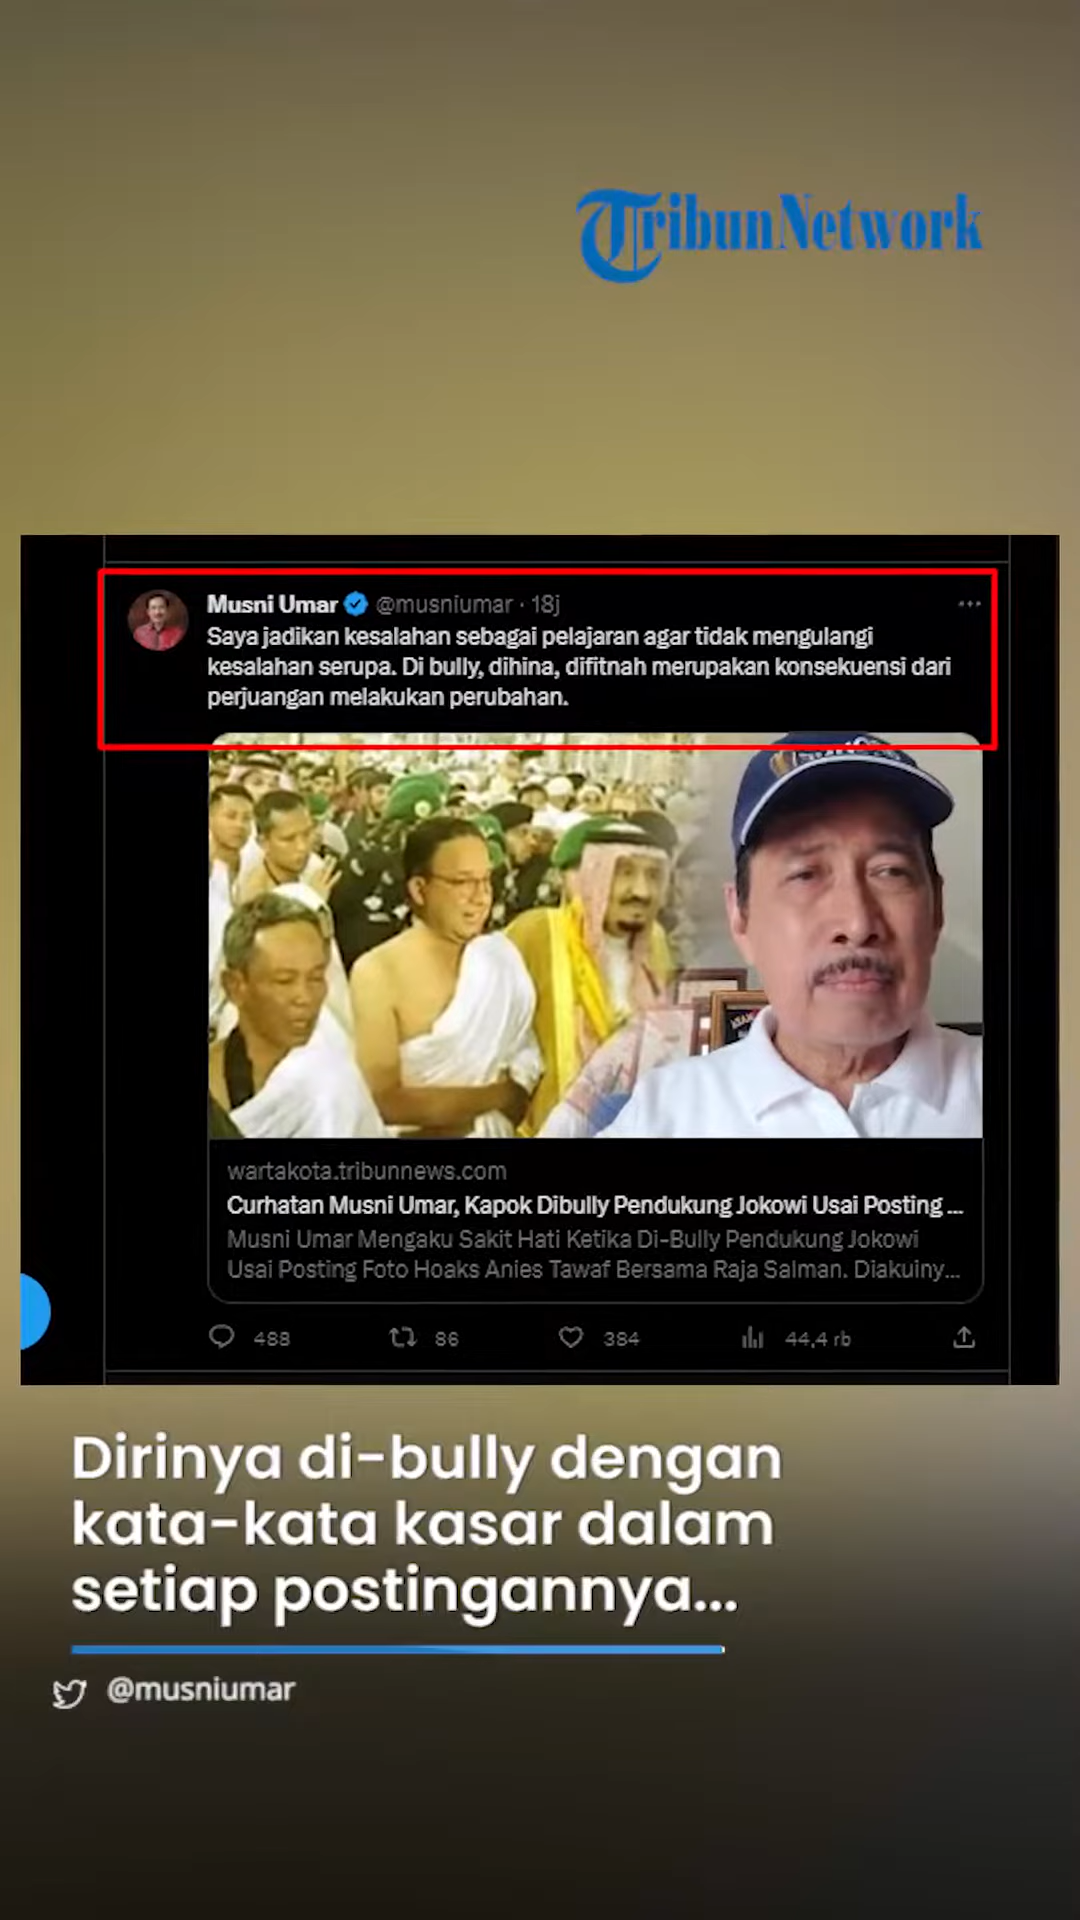 TribunNetwork
Musni Umar @musniumar · 18j
Saya jadikan kesalahan sebagai pelajaran agar tidak mengulangi
kesalahan serupa. Di bully, dihina, difitnah merupakan konsekuensi dari
perjuangan melakukan perubahan.
wartakota.tribunnews.com
Curhatan Musni Umar, Kapok Dibully Pendukung Jokowi Usai Posting ...
Musni Umar Mengaku Sakit Hati Ketika Di-Bully Pendukung Jokowi
Usai Posting Foto Hoaks Anies Tawaf Bersama Raja Salman. Diakuiny...
488 86 384 44,4 rb
Dirinya di-bully dengan
kata-kata kasar dalam
setiap postingannya...
@musniumar